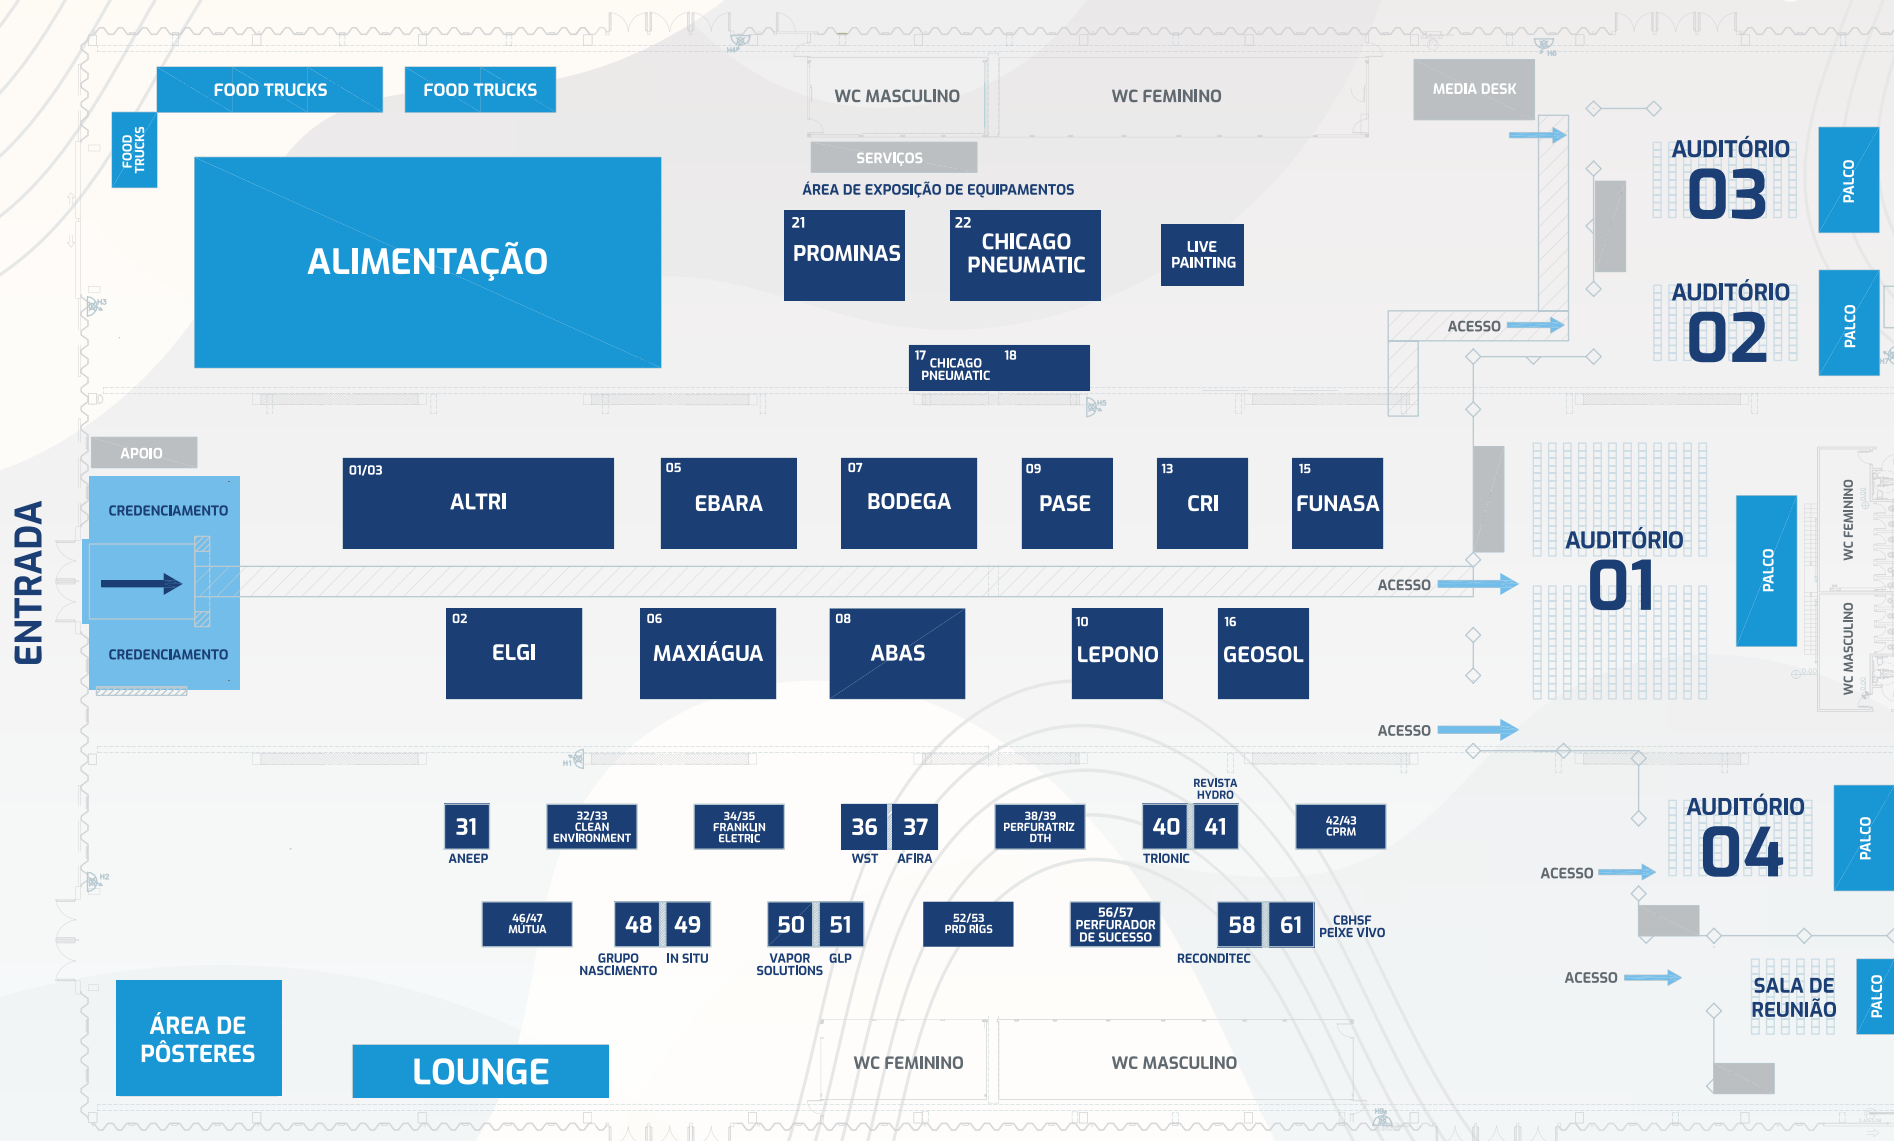 FOOD TRUCKS
FOOD TRUCKS
FOOD
TRUCKS
ALIMENTAÇÃO
WC MASCULINO
WC FEMININO
SERVIÇOS
ÁREA DE EXPOSIÇÃO DE EQUIPAMENTOS
21
PROMINAS
22
CHICAGO
PNEUMATIC
LIVE
PAINTING
17
CHICAGO
PNEUMATIC
18
MEDIA DESK
AUDITÓRIO
03
PALCO
AUDITÓRIO
02
PALCO
ACESSO
H4
H6
H3
H5
H7
APOIO
CREDENCIAMENTO
ENTRADA
CREDENCIAMENTO
01/03
ALTRI
05
EBARA
07
BODEGA
09
PASE
13
CRI
15
FUNASA
ACESSO
AUDITÓRIO
01
PALCO
WC FEMININO
WC MASCULINO
02
ELGI
06
MAXIÁGUA
08
ABAS
10
LEPONO
16
GEOSOL
ACESSO
H1
H2
31
ANEEP
32/33
CLEAN
ENVIRONMENT
34/35
FRANKLIN
ELETRIC
36
WST
37
AFIRA
38/39
PERFURATRIZ
DTH
40
TRIONIC
REVISTA
HYDRO
41
42/43
CPRM
AUDITÓRIO
04
PALCO
ACESSO
46/47
MÚTUA
48
GRUPO
NASCIMENTO
49
IN SITU
50
VAPOR
SOLUTIONS
51
GLP
52/53
PRD RIGS
56/57
PERFURADOR
DE SUCESSO
58
RECONDITEC
61
CBHSF
PEIXE VIVO
ACESSO
SALA DE
REUNIÃO
PALCO
ÁREA DE
PÔSTERES
LOUNGE
WC FEMININO
WC MASCULINO